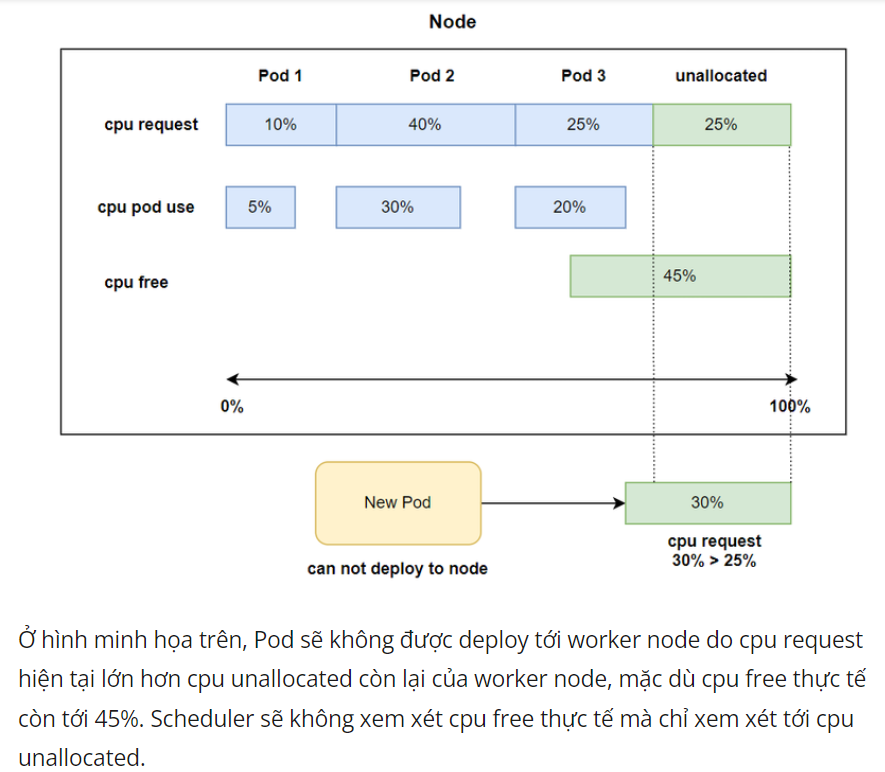 Node
Pod 1 Pod 2 Pod 3 unallocated
cpu request 10% 40% 25% 25%
cpu pod use 5% 30% 20%
cpu free 45%
0% 100%
New Pod 30%
can not deploy to node
cpu request
30% > 25%
Ở hình minh họa trên, Pod sẽ không được deploy tới worker node do cpu request
hiện tại lớn hơn cpu unallocated còn lại của worker node, mặc dù cpu free thực tế
còn tới 45%. Scheduler sẽ không xem xét cpu free thực tế mà chỉ xem xét tới cpu
unallocated.